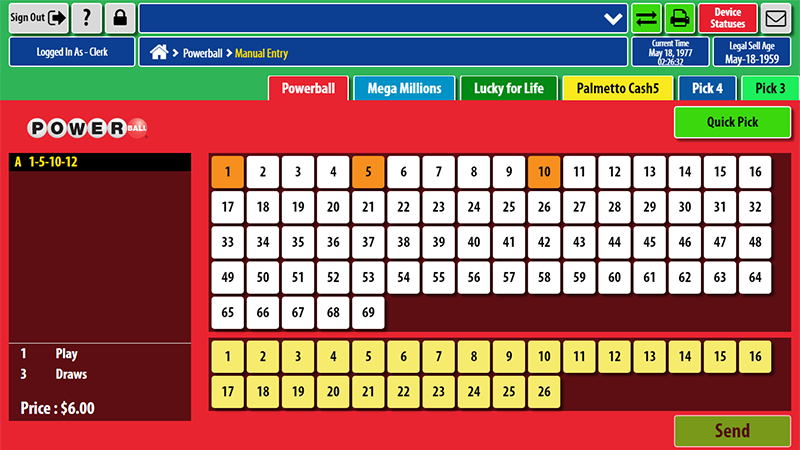 Sign Out ?
Device
Statuses
Logged In As - Clerk
Powerball Manual Entry
Current Time
May 18, 1977
02:26:32
Legal Sell Age
May-18-1959
Powerball Mega Millions Lucky for Life Palmetto Cash5 Pick 4 Pick 3
POWERBALL
Quick Pick
A 1-5-10-12
1 2 3 4 5 6 7 8 9 10 11 12 13 14 15 16
17 18 19 20 21 22 23 24 25 26 27 28 29 30 31 32
33 34 35 36 37 38 39 40 41 42 43 44 45 46 47 48
49 50 51 52 53 54 55 56 57 58 59 60 61 62 63 64
65 66 67 68 69
1 Play
3 Draws
Price : $6.00
1 2 3 4 5 6 7 8 9 10 11 12 13 14 15 16
17 18 19 20 21 22 23 24 25 26
Send